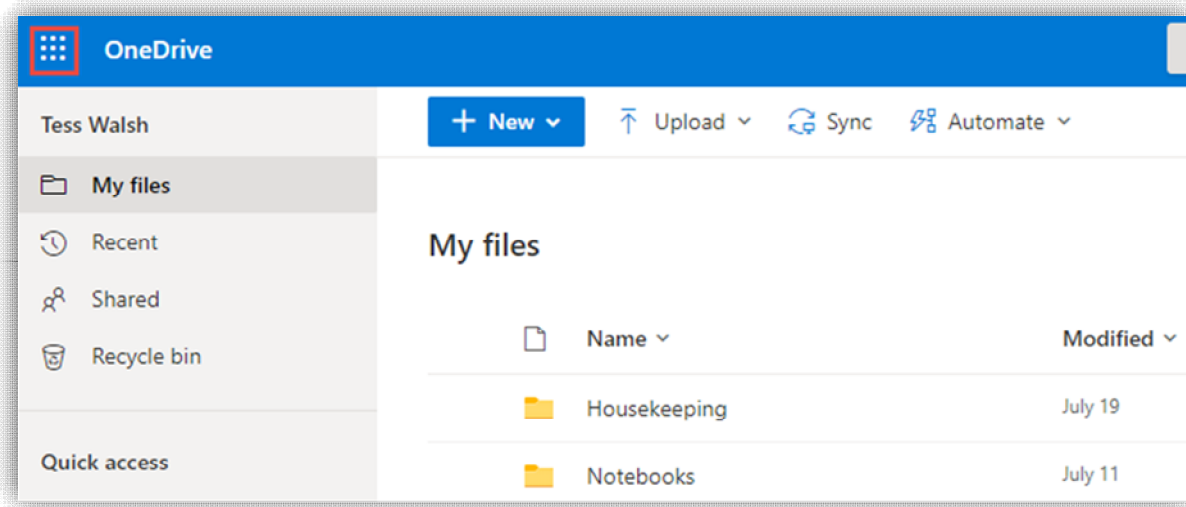 OneDrive
Tess Walsh
My files
Recent
Shared
Recycle bin
Quick access
New
Upload
Sync
Automate
My files
Name
Modified
Housekeeping
July 19
Notebooks
July 11